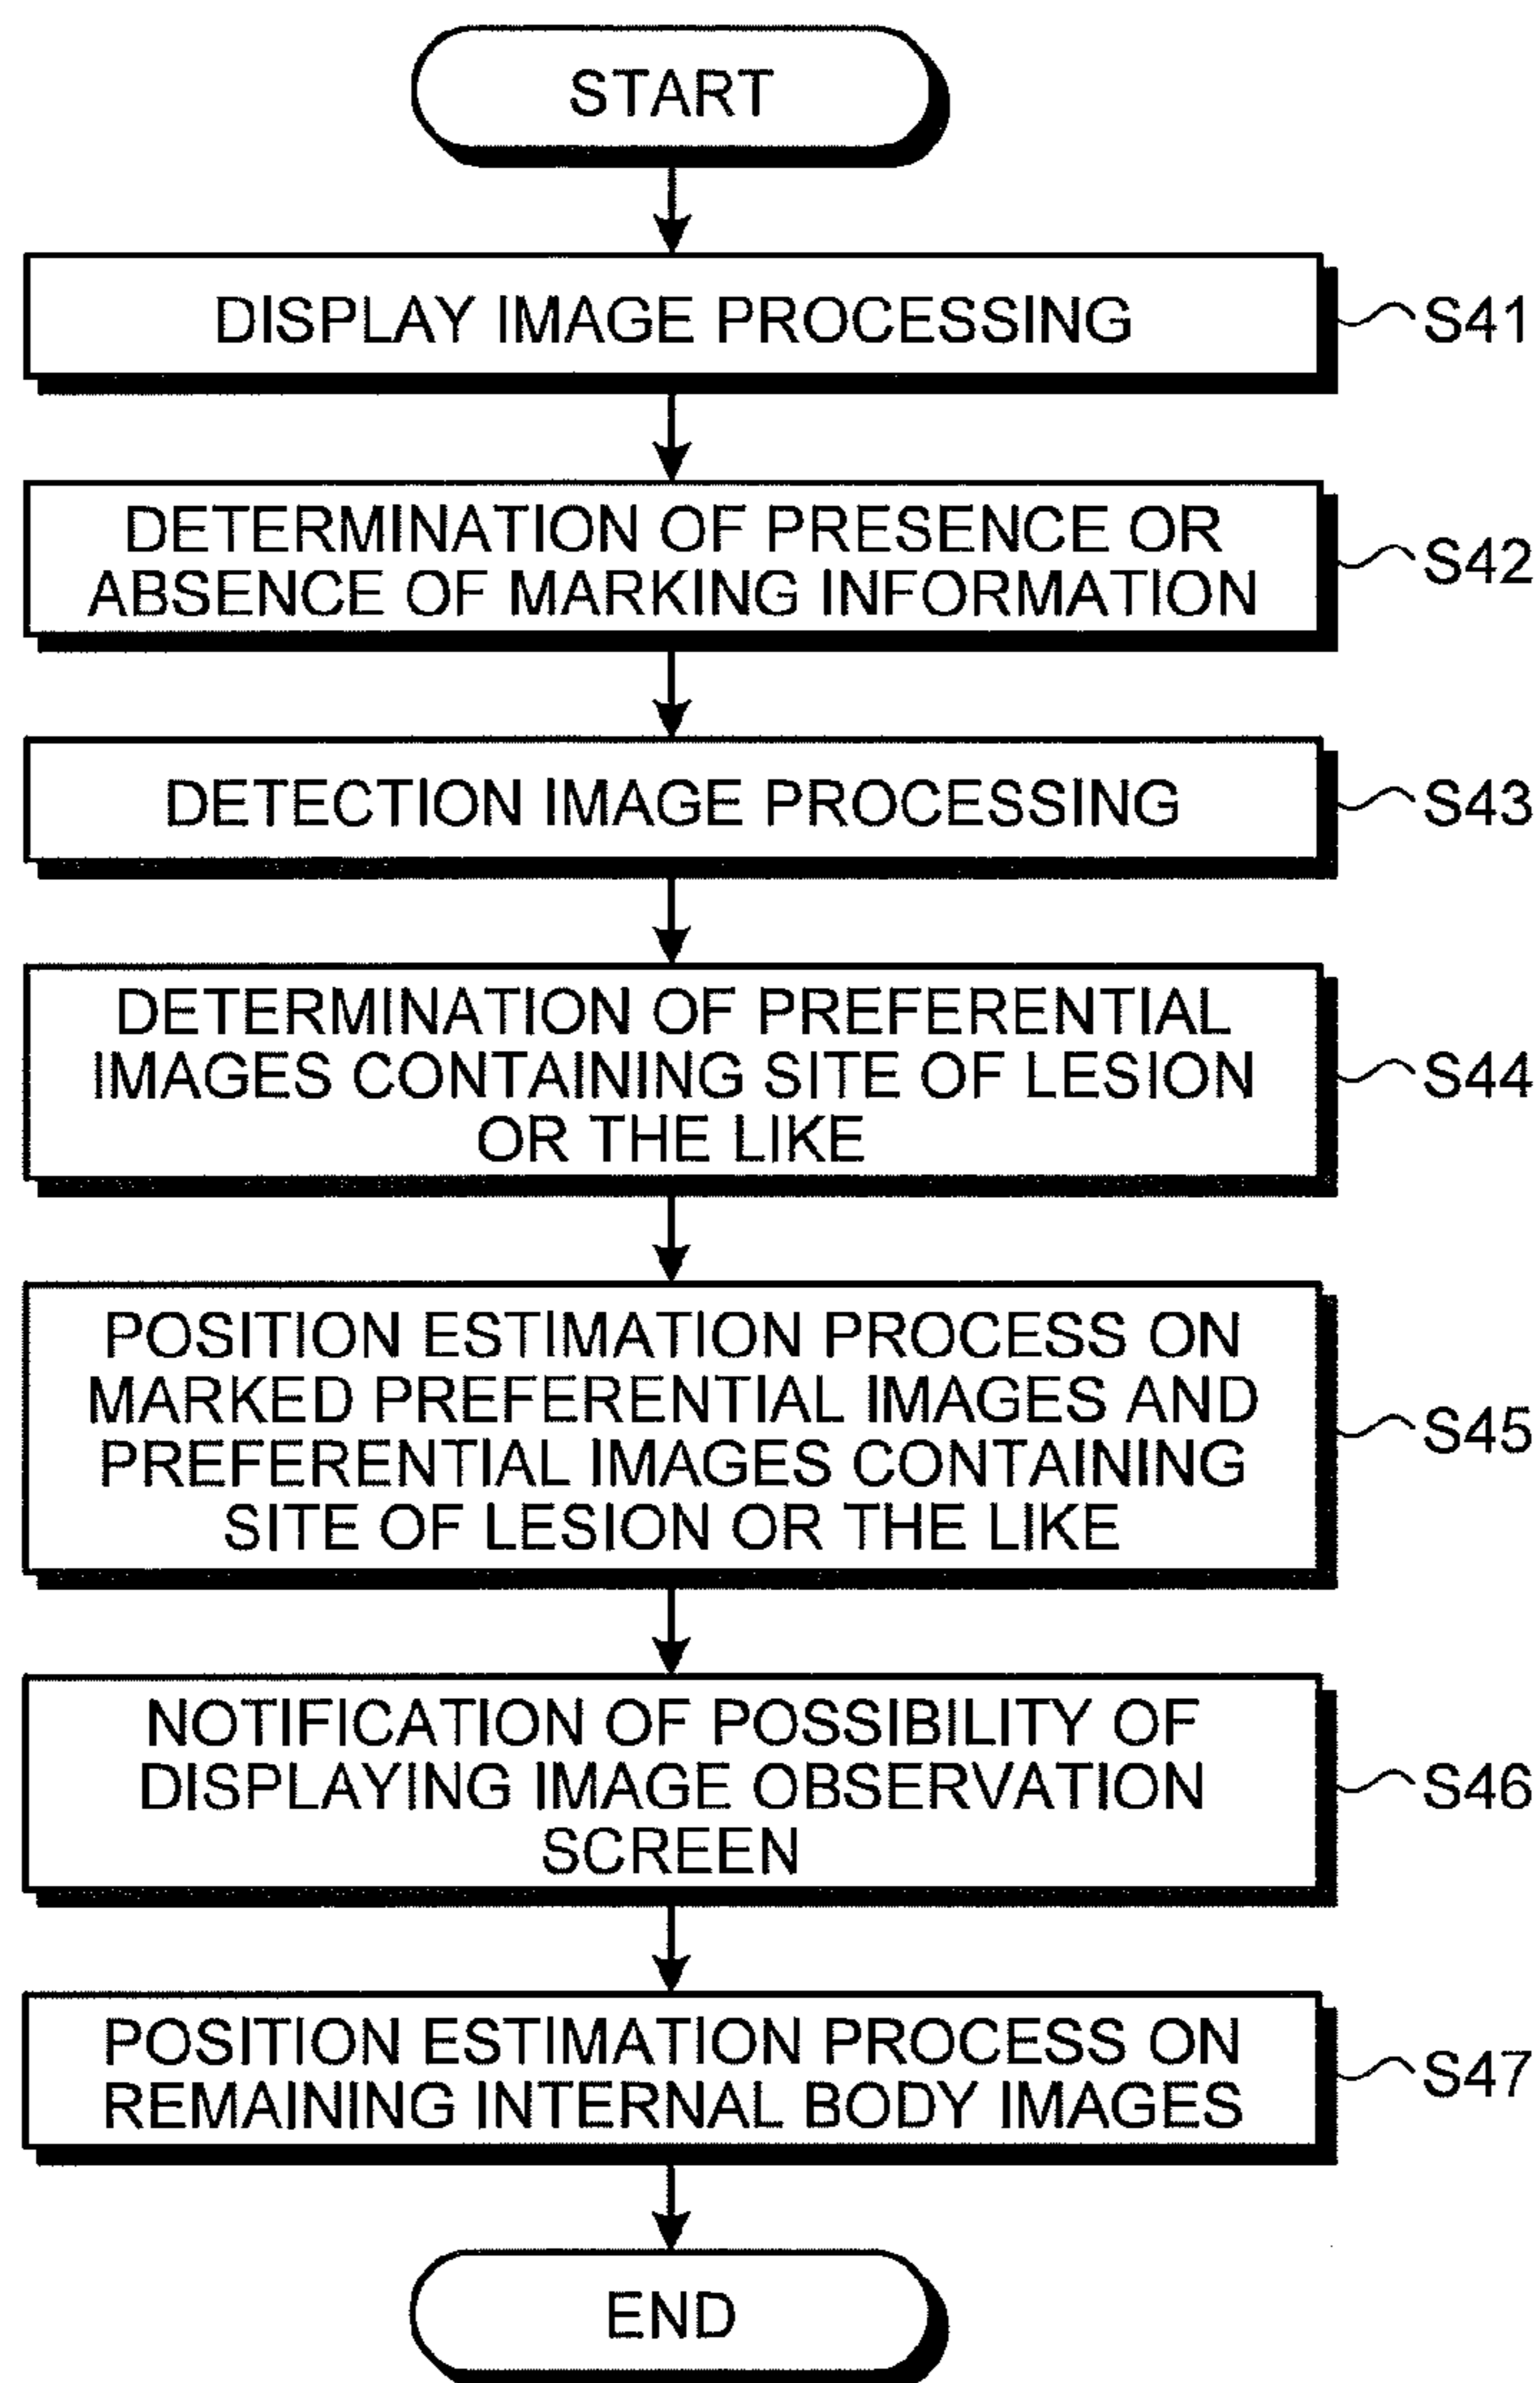 START
DISPLAY IMAGE PROCESSING
S41
DETERMINATION OF PRESENCE OR
ABSENCE OF MARKING INFORMATION
S42
DETECTION IMAGE PROCESSING
S43
DETERMINATION OF PREFERENTIAL
IMAGES CONTAINING SITE OF LESION
OR THE LIKE
S44
POSITION ESTIMATION PROCESS ON
MARKED PREFERENTIAL IMAGES AND
PREFERENTIAL IMAGES CONTAINING
SITE OF LESION OR THE LIKE
S45
NOTIFICATION OF POSSIBILITY OF
DISPLAYING IMAGE OBSERVATION
SCREEN
S46
POSITION ESTIMATION PROCESS ON
REMAINING INTERNAL BODY IMAGES
S47
END